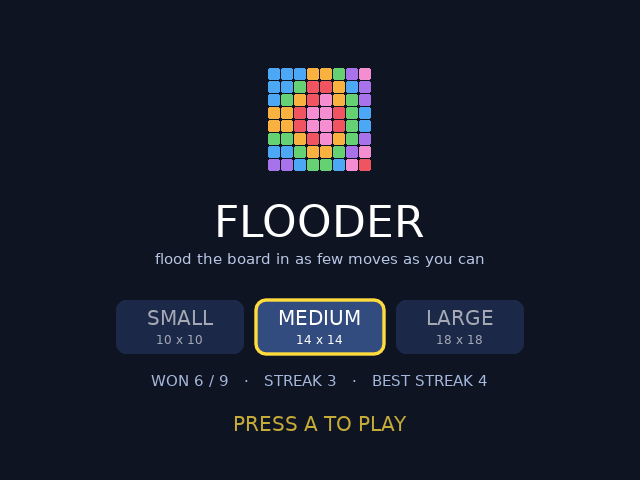 FLOODER
flood the board in as few moves as you can
SMALL MEDIUM LARGE
10 x 10 14 x 14 18 x 18
WON 6 / 9 · STREAK 3 · BEST STREAK 4
PRESS A TO PLAY